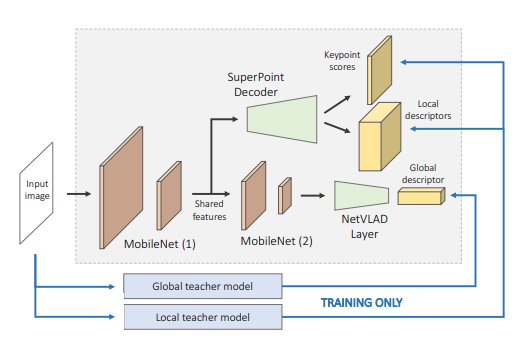 Keypoint
scores
SuperPoint
Decoder
Local
descriptors
Input
image
Global
descriptor
Shared
features
MobileNet (1)
MobileNet (2)
NetVLAD
Layer
Global teacher model
TRAINING ONLY
Local teacher model